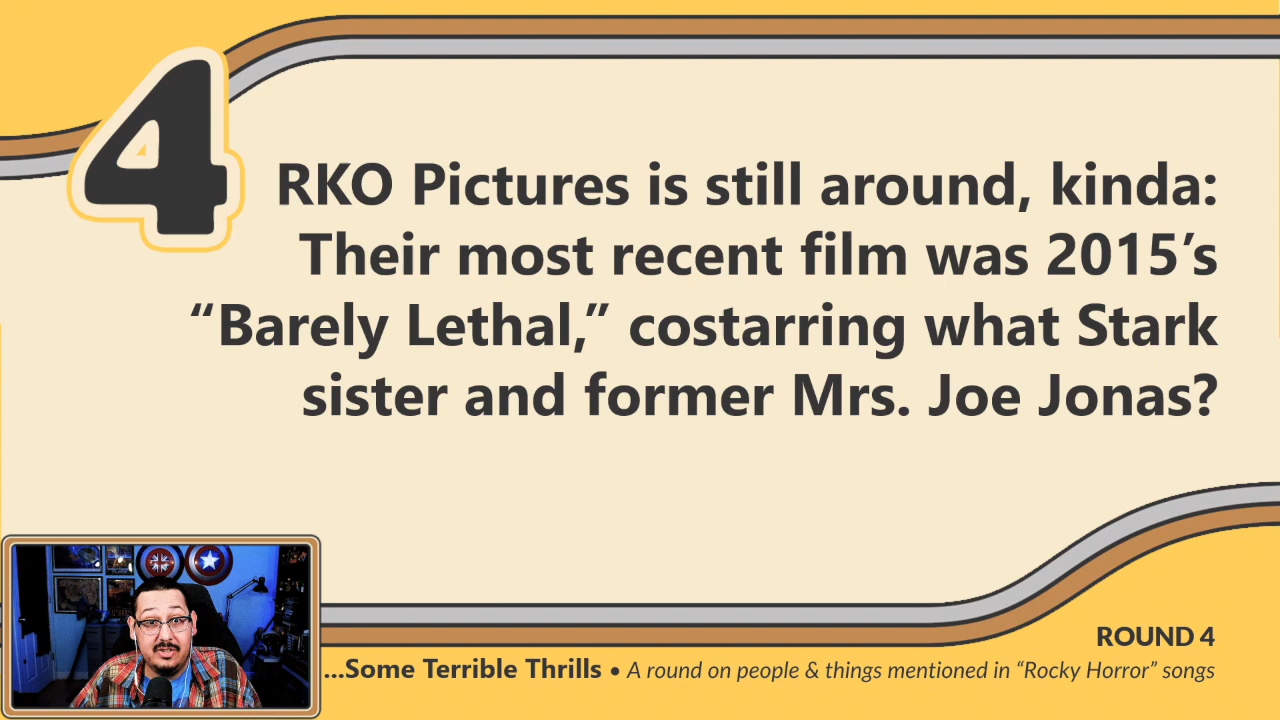 4
RKO Pictures is still around, kinda:
Their most recent film was 2015’s
“Barely Lethal,” costarring what Stark
sister and former Mrs. Joe Jonas?
ROUND 4
...Some Terrible Thrills • A round on people & things mentioned in “Rocky Horror” songs